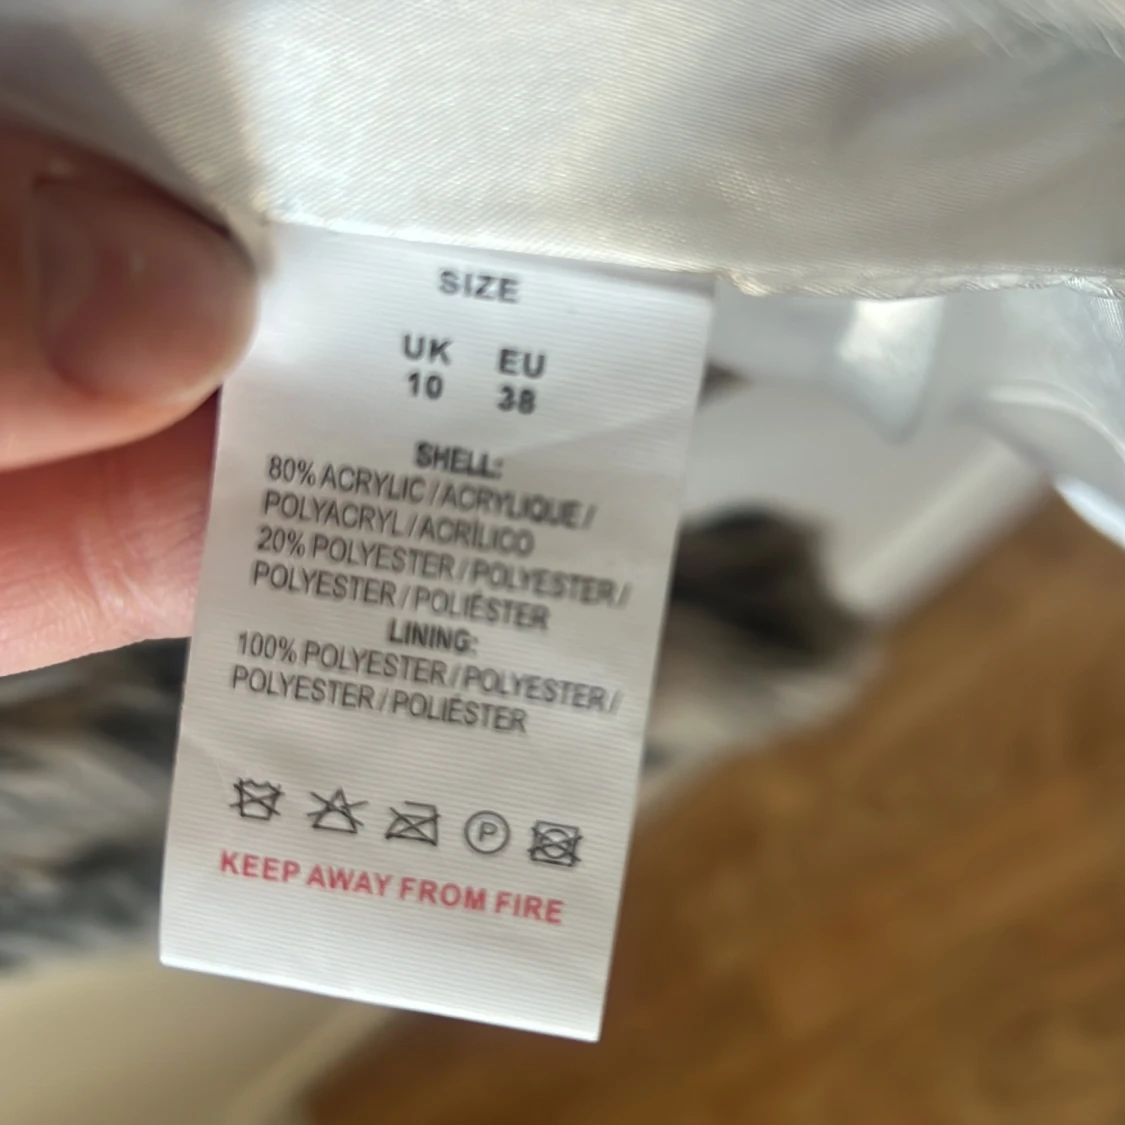 SIZE
UK EU
10 38
SHELL:
80% ACRYLIC / ACRYLIQUE /
POLYACRYL / ACRÍLICO
20% POLYESTER / POLYESTER /
POLYESTER / POLIÉSTER
LINING:
100% POLYESTER / POLYESTER /
POLYESTER / POLIÉSTER
P
KEEP AWAY FROM FIRE